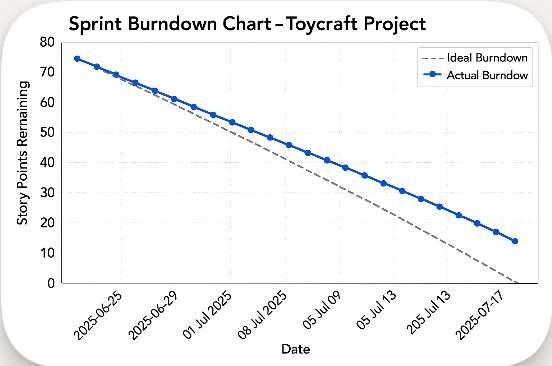 Sprint Burndown Chart – Toycraft Project
80
70
60
50
40
30
20
10
0
Story Points Remaining
Ideal Burndown
Actual Burndow
2025-06-25
2025-06-29
01 Jul 2025
08 Jul 2025
05 Jul 09
05 Jul 13
205 Jul 13
2025-07-17
Date